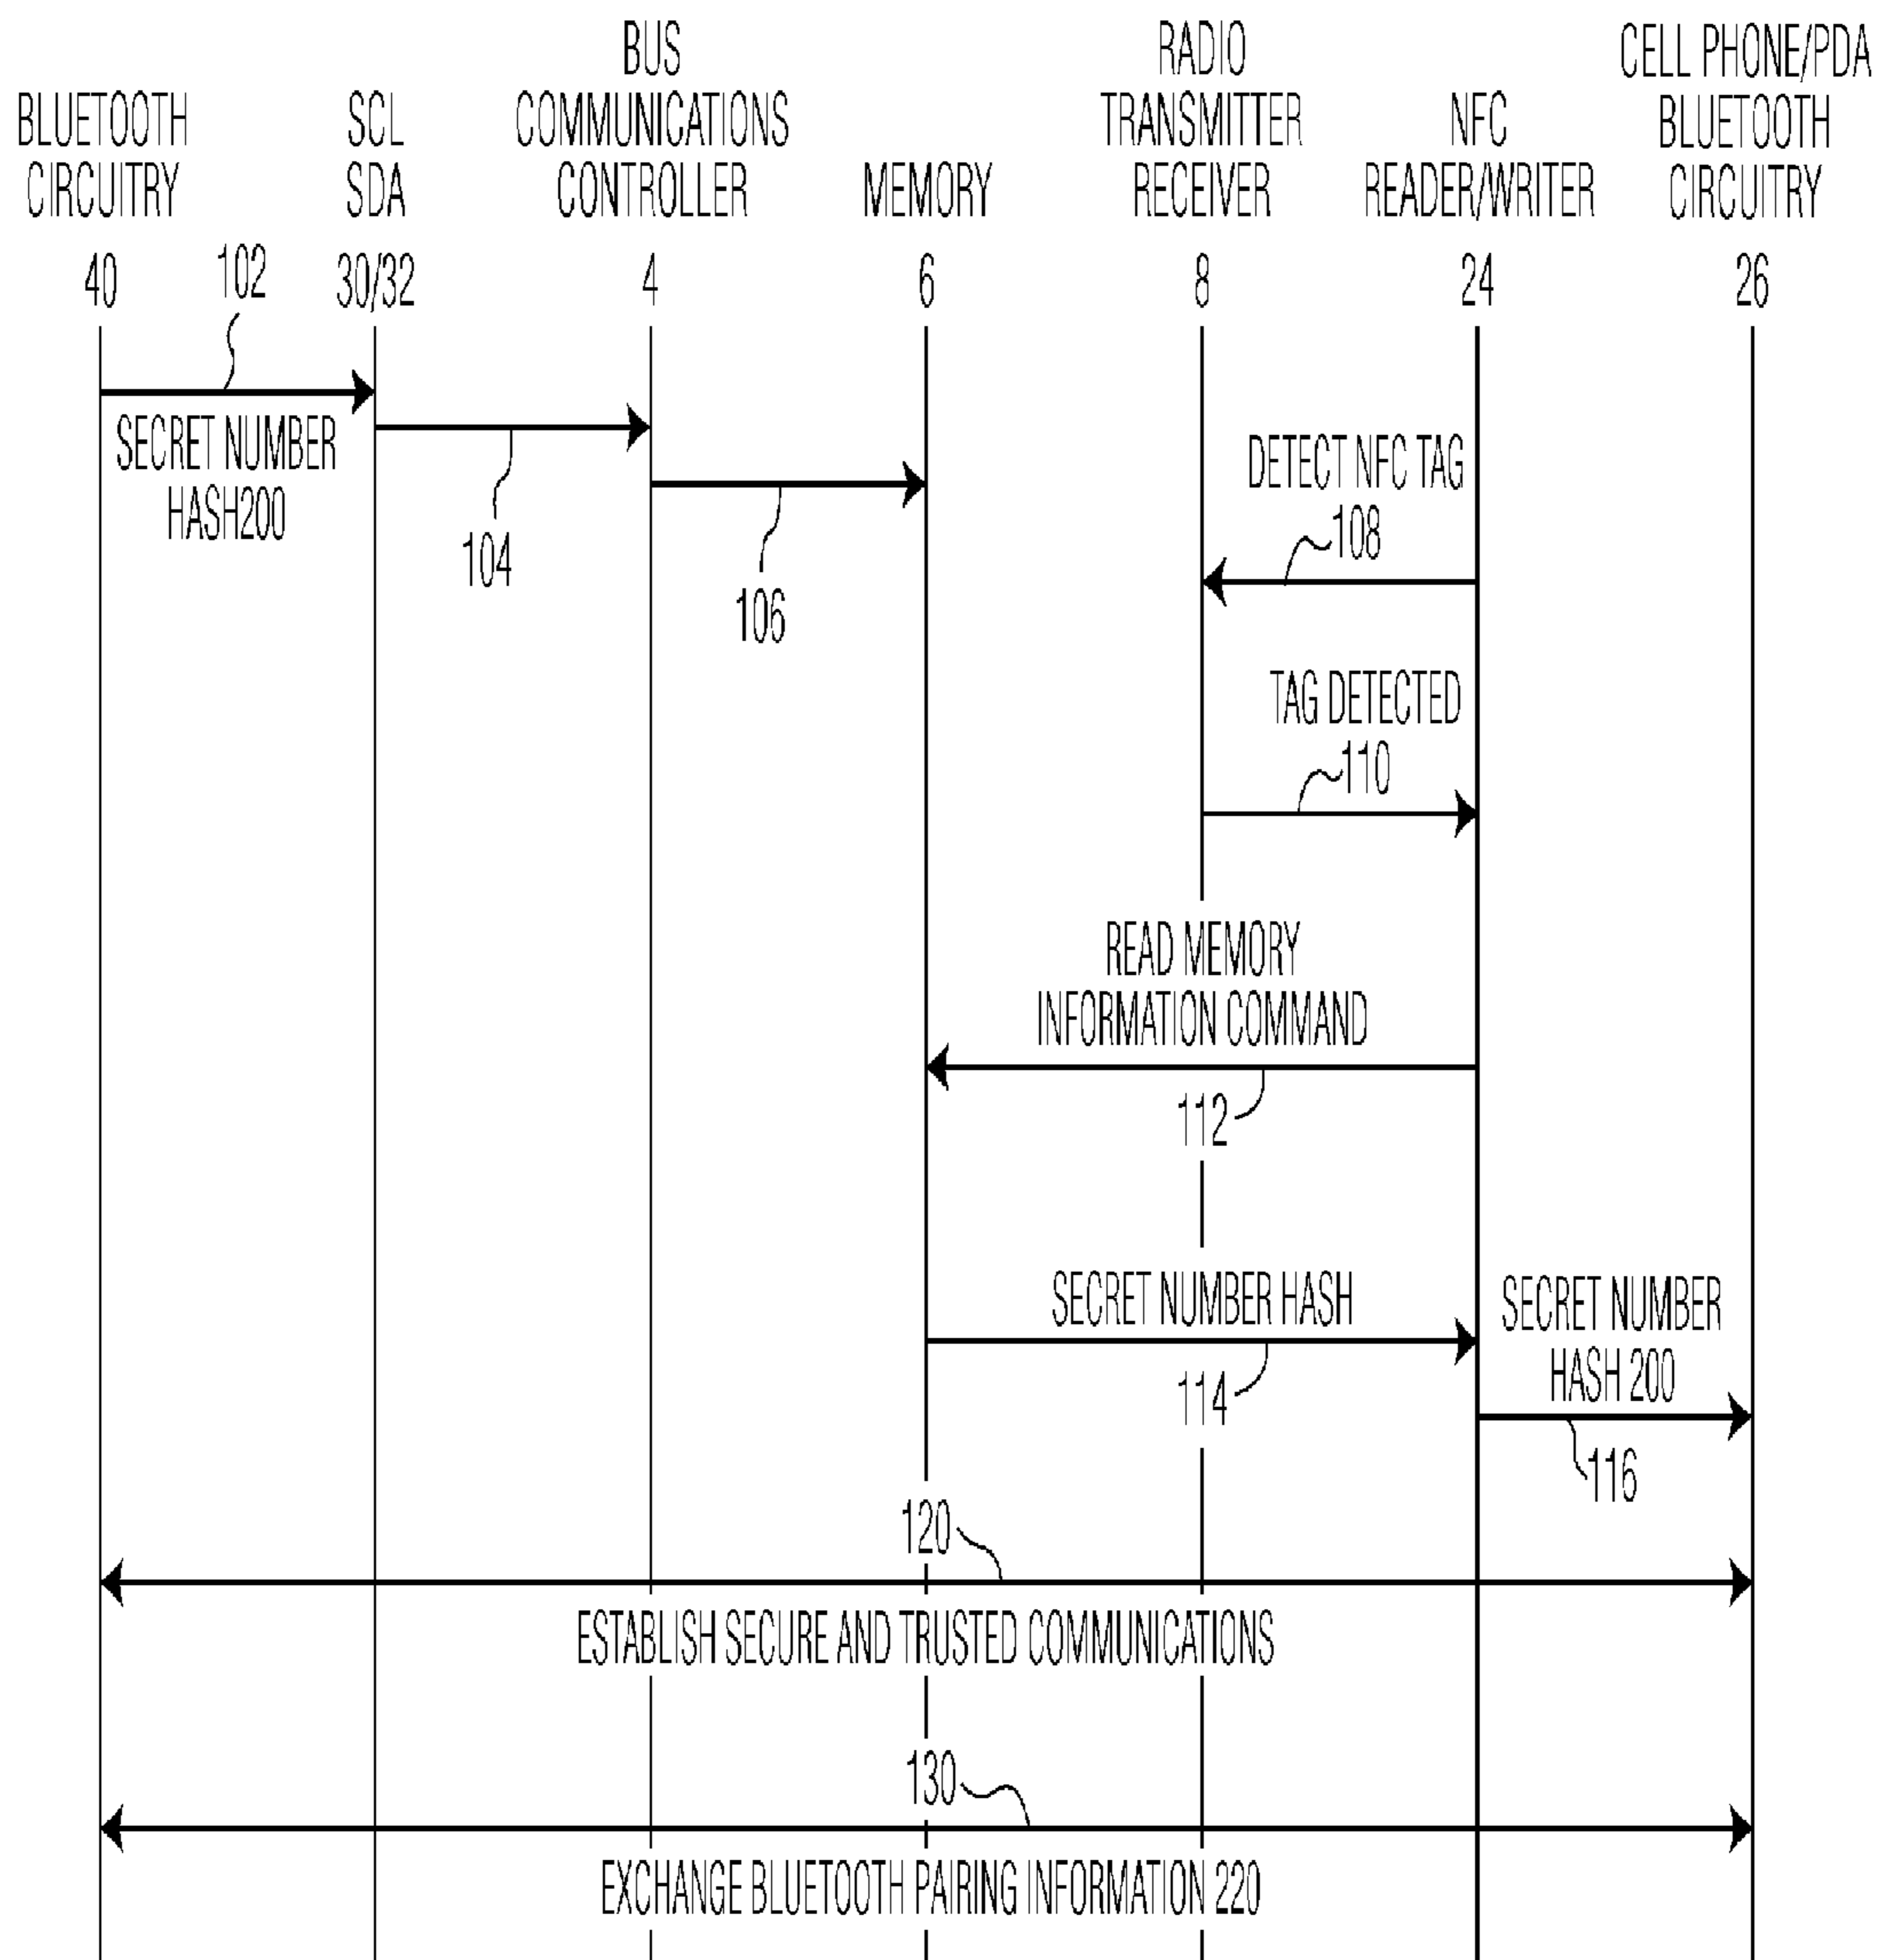 BLUETOOTH
CIRCUITRY
40
SCL
SDA
30/32
BUS
COMMUNICATIONS
CONTROLLER
4
MEMORY
6
RADIO
TRANSMITTER
RECEIVER
8
NFC
READER/WRITER
24
CELL PHONE/PDA
BLUETOOTH
CIRCUITRY
26
102
SECRET NUMBER
HASH200
104
106
DETECT NFC TAG
108
TAG DETECTED
110
READ MEMORY
INFORMATION COMMAND
112
SECRET NUMBER HASH
114
SECRET NUMBER
HASH 200
116
120
ESTABLISH SECURE AND TRUSTED COMMUNICATIONS
130
EXCHANGE BLUETOOTH PAIRING INFORMATION 220